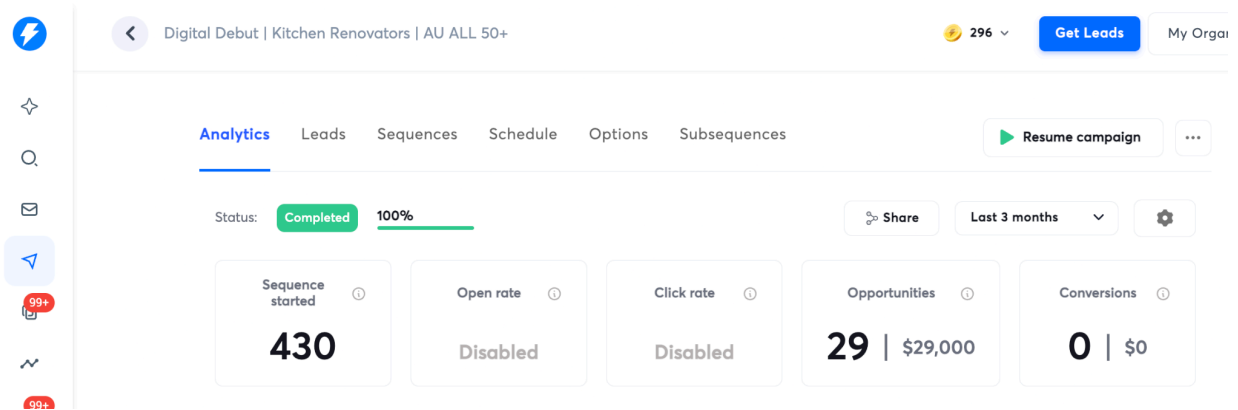 Digital Debut | Kitchen Renovators | AU ALL 50+
296
Get Leads
My Orgar
Analytics
Leads
Sequences
Schedule
Options
Subsequences
Resume campaign
Status:
Completed
100%
Share
Last 3 months
Sequence
started
Open rate
Click rate
Opportunities
Conversions
430
Disabled
Disabled
29 | $29,000
0 | $0
99+
99+